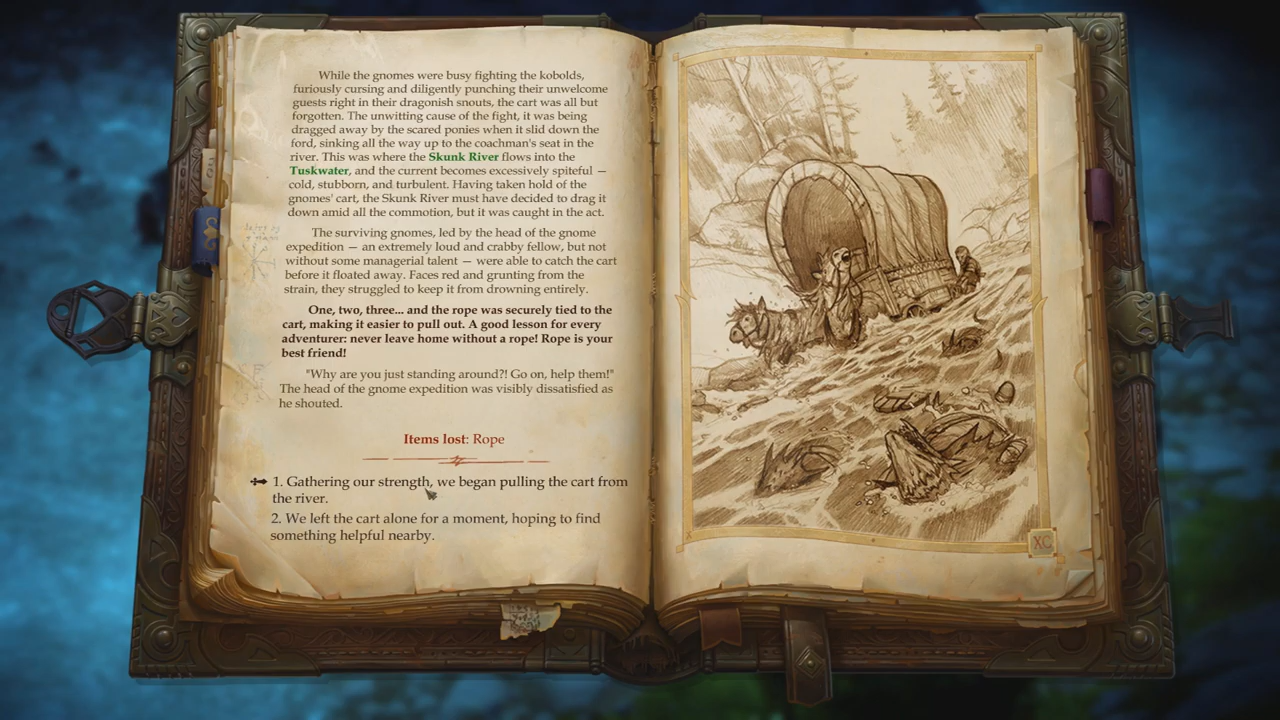 While the gnomes were busy fighting the kobolds,
furiously cursing and diligently punching their unwelcome
guests right in their dragonish snouts, the cart was all but
forgotten. The unwitting cause of the fight, it was being
dragged away by the scared ponies when it slid down the
ford, sinking all the way up to the coachman's seat in the
river. This was where the Skunk River flows into the
Tuskwater, and the current becomes excessively spiteful —
cold, stubborn, and turbulent. Having taken hold of the
gnomes' cart, the Skunk River must have decided to drag it
down amid all the commotion, but it was caught in the act.
The surviving gnomes, led by the head of the gnome
expedition — an extremely loud and crabby fellow, but not
without some managerial talent — were able to catch the cart
before it floated away. Faces red and grunting from the
strain, they struggled to keep it from drowning entirely.
One, two, three... and the rope was securely tied to the
cart, making it easier to pull out. A good lesson for every
adventurer: never leave home without a rope! Rope is your
best friend!
"Why are you just standing around?! Go on, help them!"
The head of the gnome expedition was visibly dissatisfied as
he shouted.
Items lost: Rope
1. Gathering our strength, we began pulling the cart from
the river.
2. We left the cart alone for a moment, hoping to find
something helpful nearby.
XC